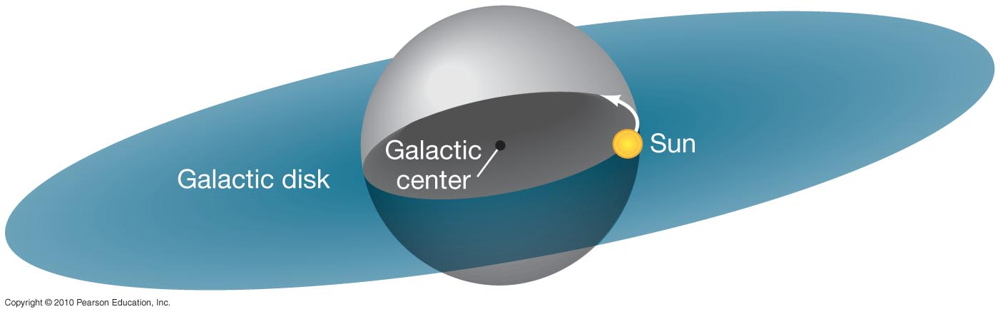 Galactic
center
Sun
Galactic disk
Copyright © 2010 Pearson Education, Inc.